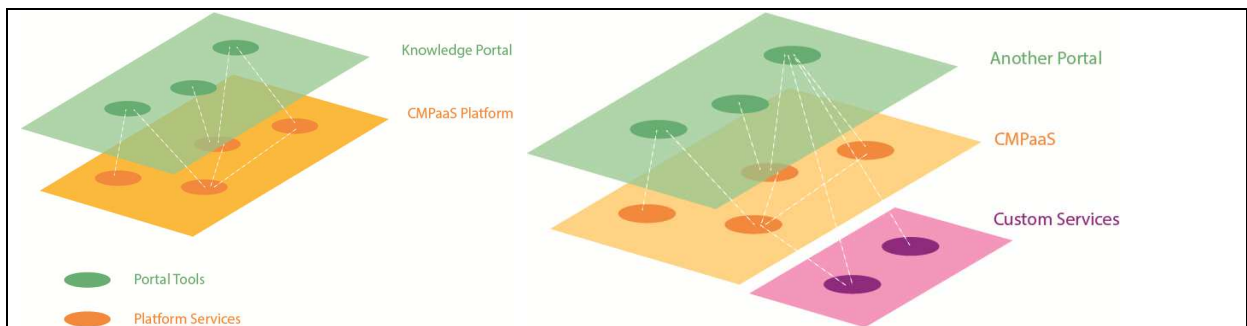 Knowledge Portal
CMPaaS Platform
Portal Tools
Platform Services
Another Portal
CMPaaS
Custom Services